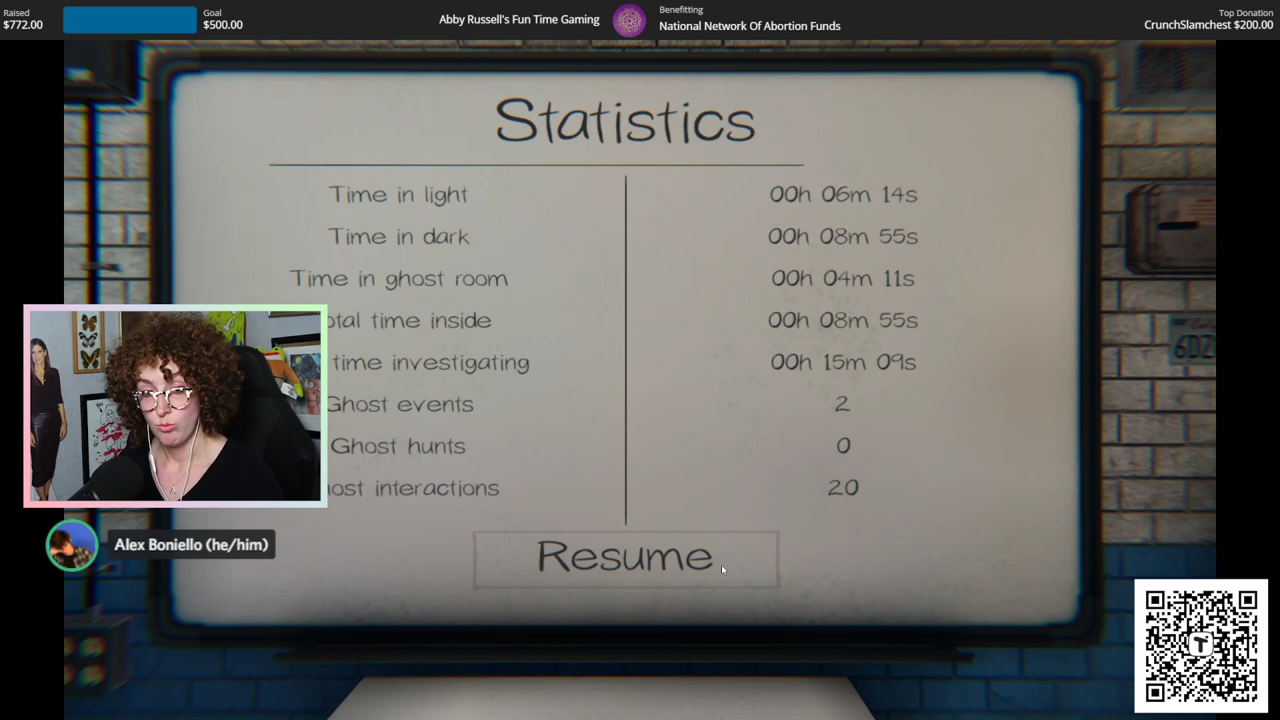 Raised
$772.00
Goal
$500.00
Abby Russell's Fun Time Gaming
Benefitting
National Network Of Abortion Funds
Top Donation
CrunchSlamchest $200.00
Statistics
Time in light 00h 06m 14s
Time in dark 00h 08m 55s
Time in ghost room 00h 04m 11s
otal time inside 00h 08m 55s
time investigating 00h 15m 09s
Ghost events 2
Ghost hunts 0
ost interactions 20
Resume
Alex Boniello (he/him)
6DZ
T